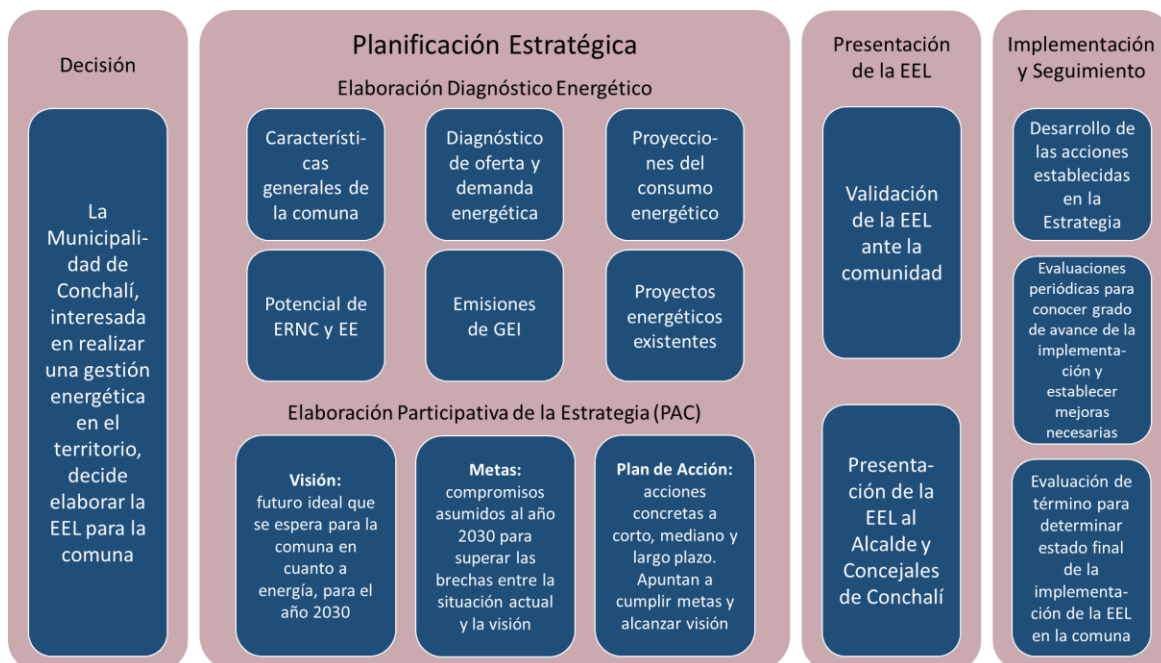 Decisión
La
Municipali-
dad de
Conchalí,
interesada
en realizar
una gestión
energética
en el
territorio,
decide
elaborar la
EEL para la
comuna
Planificación Estratégica
Elaboración Diagnóstico Energético
Característi-
cas
generales de
la comuna
Diagnóstico
de oferta y
demanda
energética
Proyeccio-
nes del
consumo
energético
Potencial de
ERNC y EE
Emisiones
de GEI
Proyectos
energéticos
existentes
Elaboración Participativa de la Estrategia (PAC)
Visión:
futuro ideal que
se espera para la
comuna en
cuanto a
energía, para el
año 2030
Metas:
compromisos
asumidos al año
2030 para
superar las
brechas entre la
situación actual
y la visión
Plan de Acción:
acciones
concretas a
corto, mediano y
largo plazo.
Apuntan a
cumplir metas y
alcanzar visión
Presentación
de la EEL
Validación
de la EEL
ante la
comunidad
Presenta-
ción de la
EEL al
Alcalde y
Concejales
de Conchalí
Implementación
y Seguimiento
Desarrollo de
las acciones
establecidas
en la
Estrategia
Evaluaciones
periódicas para
conocer grado
de avance de la
implementa-
ción y
establecer
mejoras
necesarias
Evaluación de
término para
determinar
estado final
de la
implementa-
ción de la EEL
en la comuna